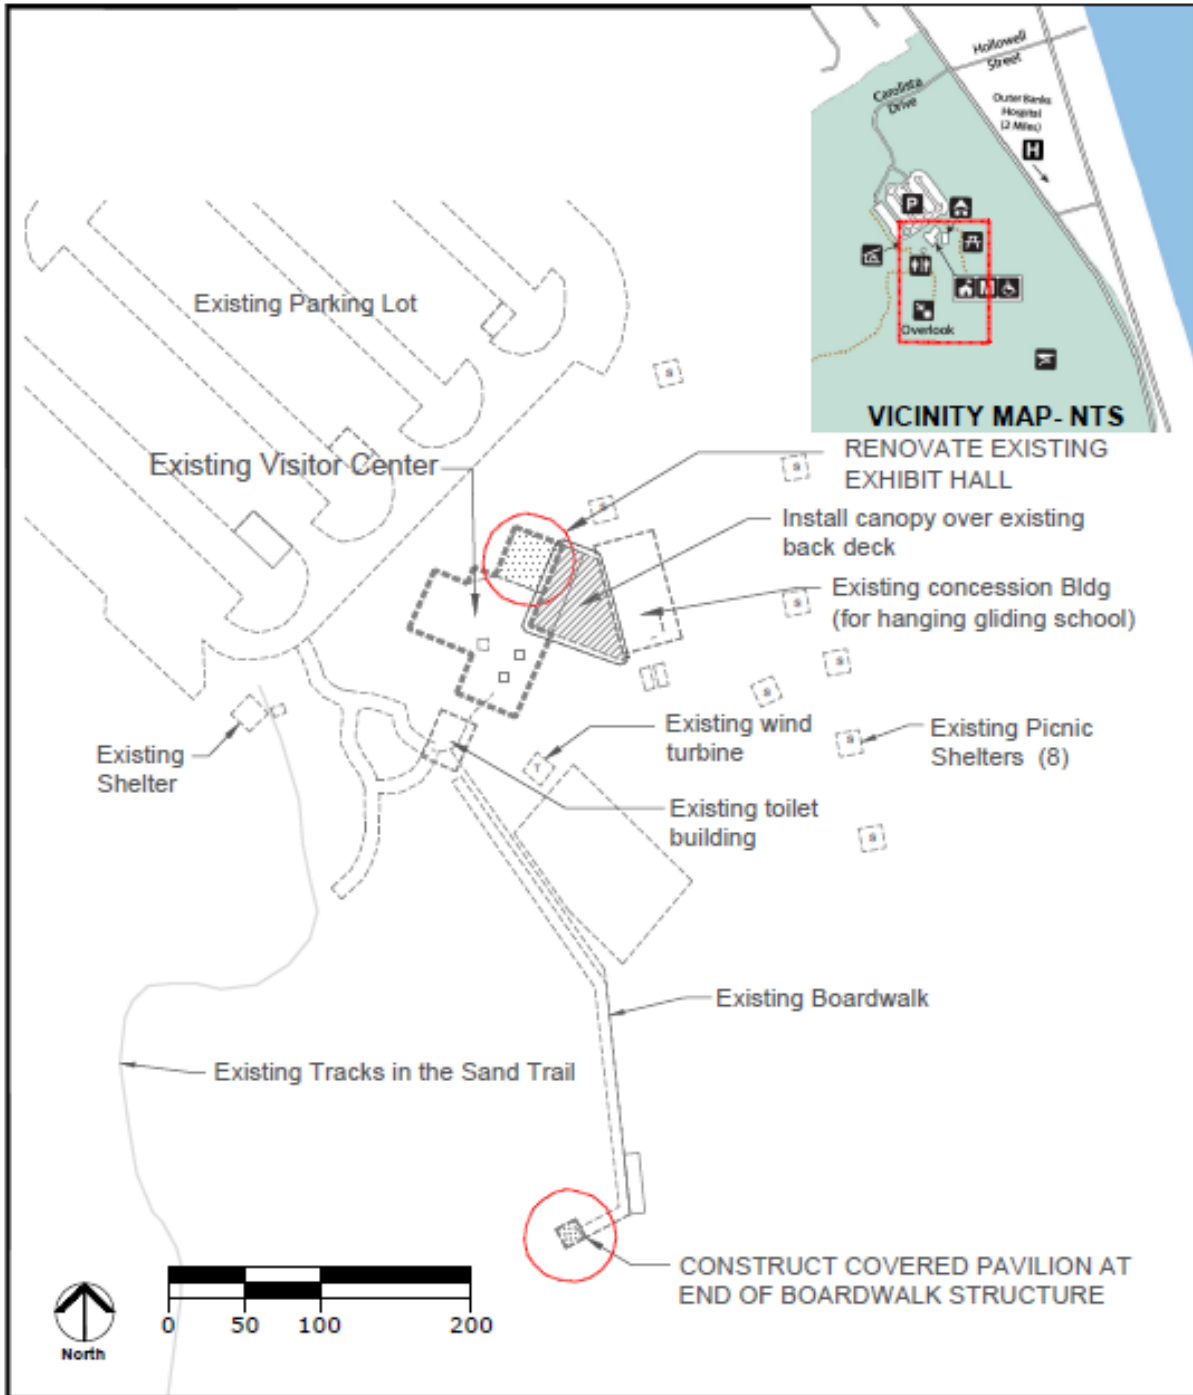 Hollowell
Street
Carolista
Drive
Outer Banks
Hospital
(2 Miles)
H
P
M
Overlook
VICINITY MAP- NTS
Existing Parking Lot
Existing Visitor Center
RENOVATE EXISTING
EXHIBIT HALL
Install canopy over existing
back deck
Existing concession Bldg
(for hanging gliding school)
Existing wind
turbine
Existing Picnic
Shelters (8)
Existing
Shelter
Existing toilet
building
Existing Boardwalk
Existing Tracks in the Sand Trail
CONSTRUCT COVERED PAVILION AT
END OF BOARDWALK STRUCTURE
0 50 100 200
North